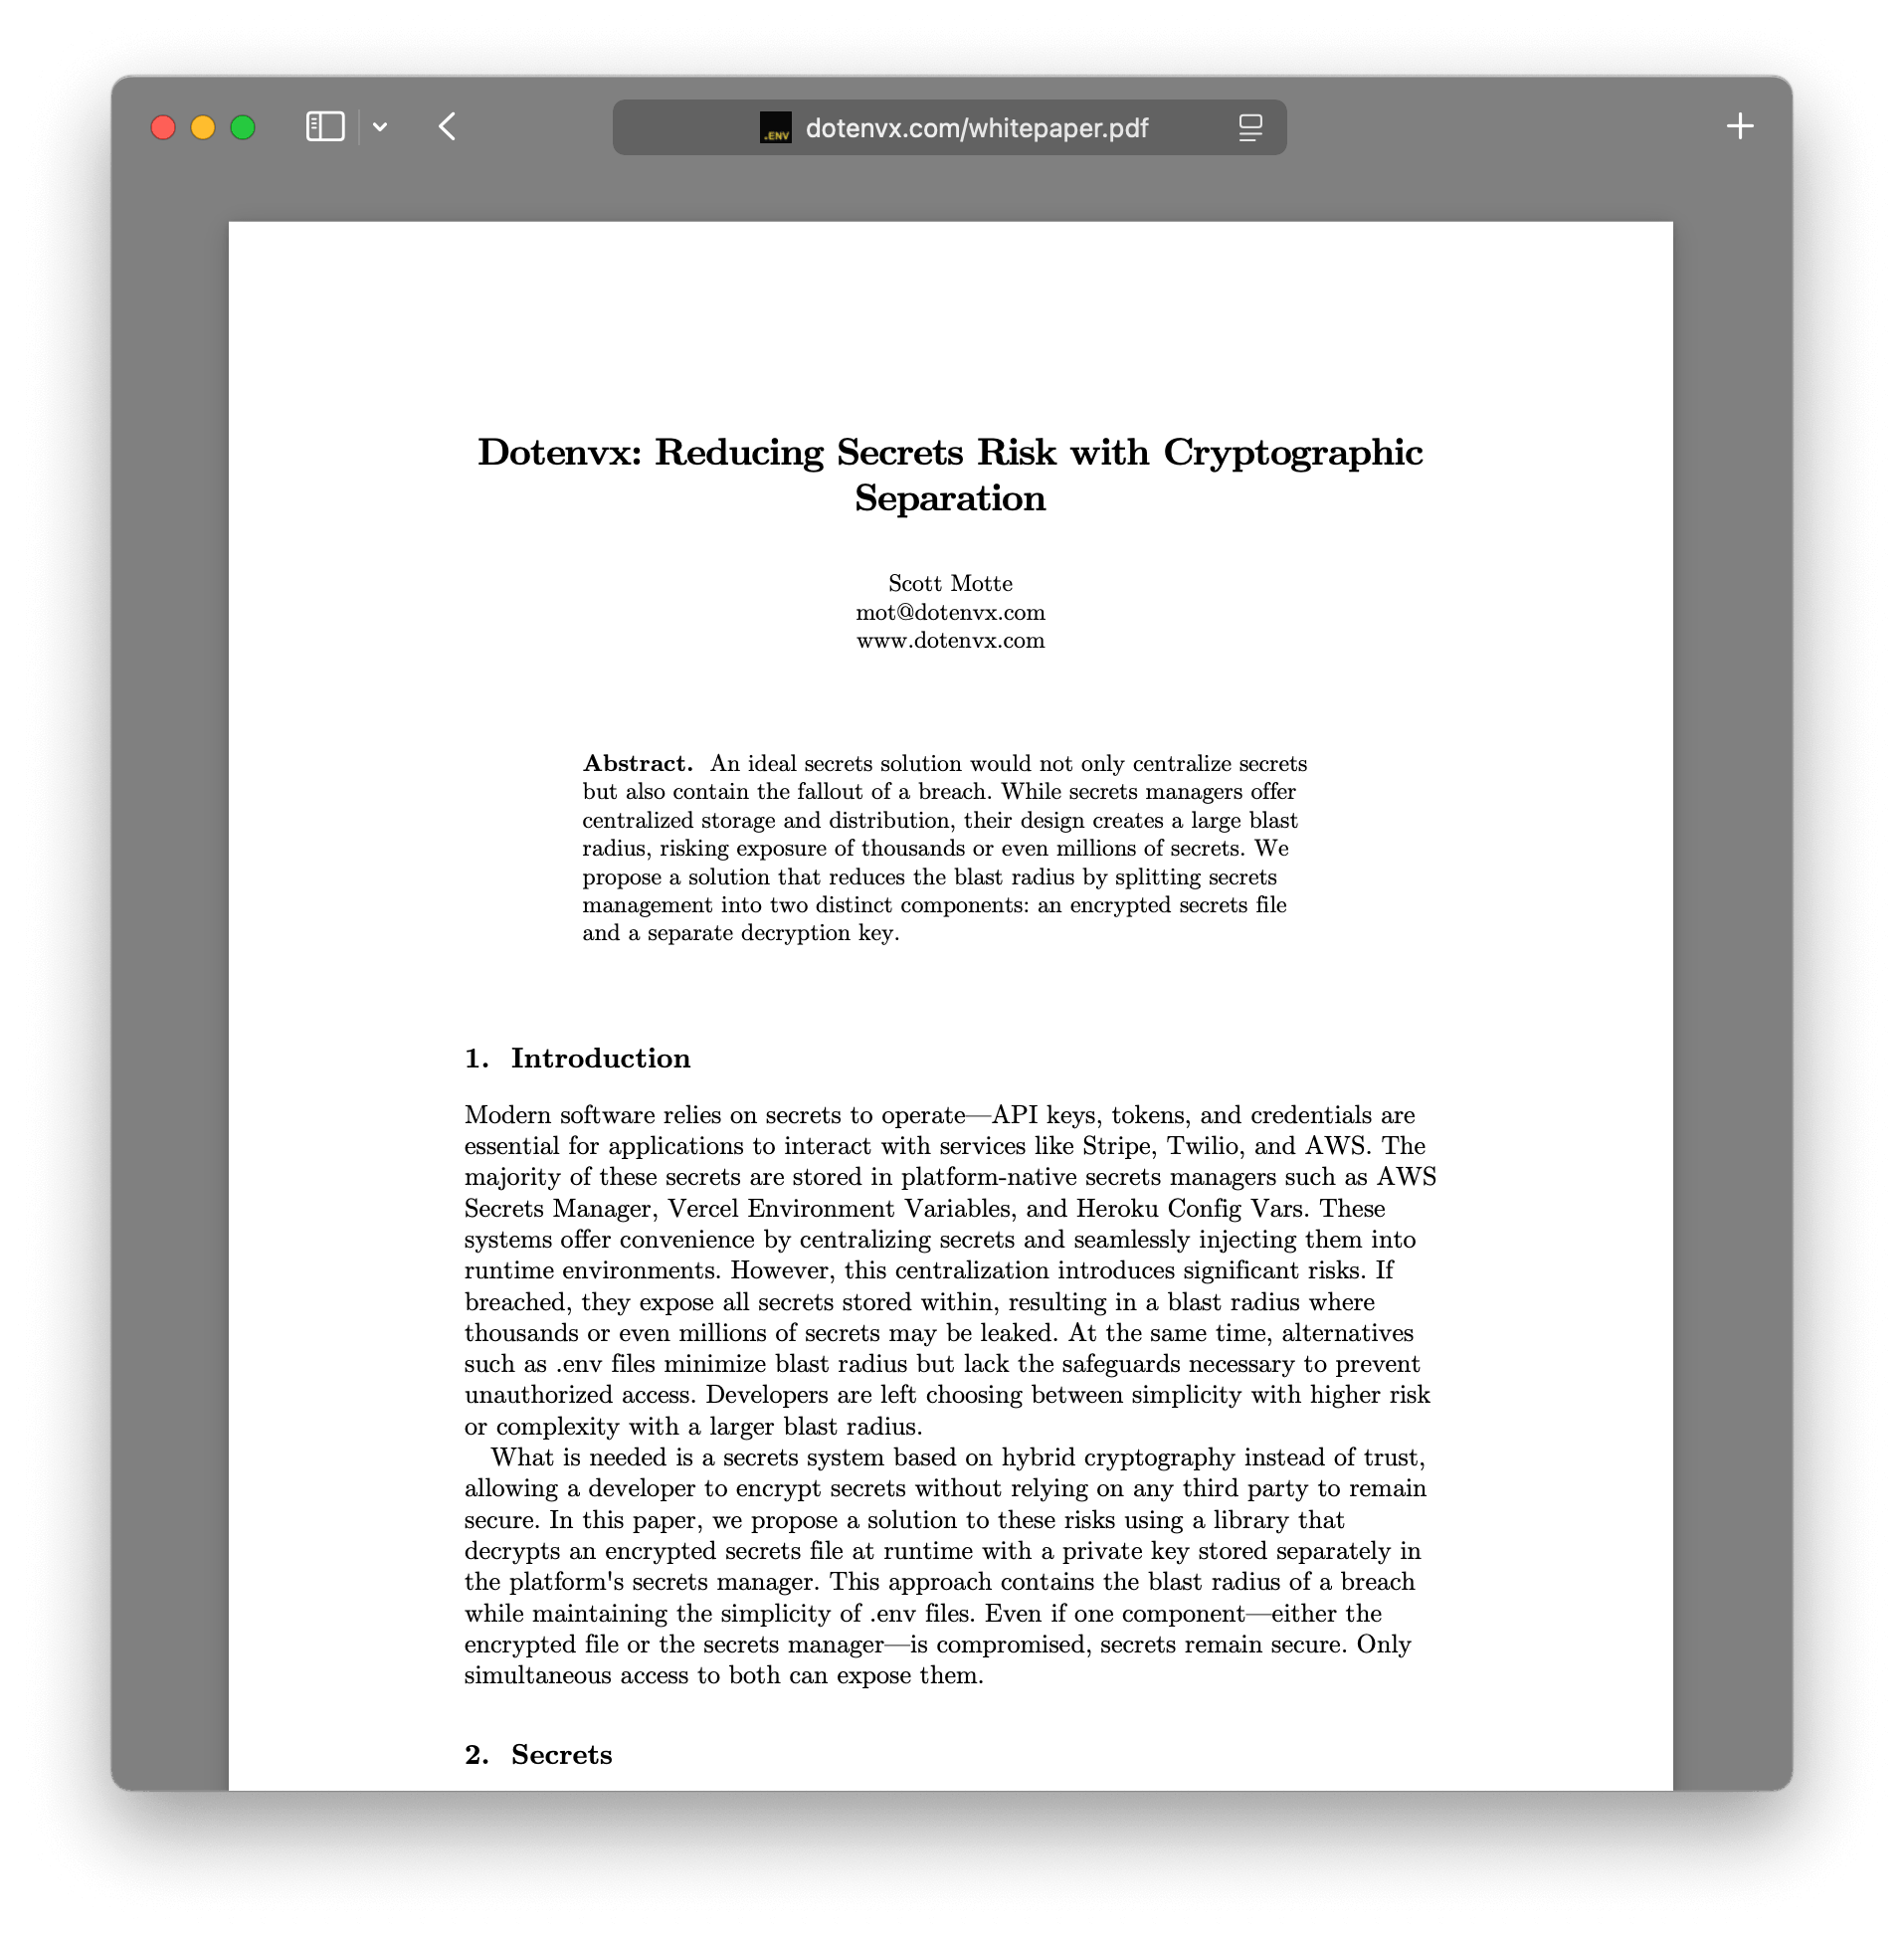 .ENV dotenvx.com/whitepaper.pdf
Dotenvx: Reducing Secrets Risk with Cryptographic
Separation
Scott Motte
mot@dotenvx.com
www.dotenvx.com
Abstract. An ideal secrets solution would not only centralize secrets
but also contain the fallout of a breach. While secrets managers offer
centralized storage and distribution, their design creates a large blast
radius, risking exposure of thousands or even millions of secrets. We
propose a solution that reduces the blast radius by splitting secrets
management into two distinct components: an encrypted secrets file
and a separate decryption key.
1. Introduction
Modern software relies on secrets to operate—API keys, tokens, and credentials are
essential for applications to interact with services like Stripe, Twilio, and AWS. The
majority of these secrets are stored in platform-native secrets managers such as AWS
Secrets Manager, Vercel Environment Variables, and Heroku Config Vars. These
systems offer convenience by centralizing secrets and seamlessly injecting them into
runtime environments. However, this centralization introduces significant risks. If
breached, they expose all secrets stored within, resulting in a blast radius where
thousands or even millions of secrets may be leaked. At the same time, alternatives
such as .env files minimize blast radius but lack the safeguards necessary to prevent
unauthorized access. Developers are left choosing between simplicity with higher risk
or complexity with a larger blast radius.
What is needed is a secrets system based on hybrid cryptography instead of trust,
allowing a developer to encrypt secrets without relying on any third party to remain
secure. In this paper, we propose a solution to these risks using a library that
decrypts an encrypted secrets file at runtime with a private key stored separately in
the platform's secrets manager. This approach contains the blast radius of a breach
while maintaining the simplicity of .env files. Even if one component—either the
encrypted file or the secrets manager—is compromised, secrets remain secure. Only
simultaneous access to both can expose them.
2. Secrets